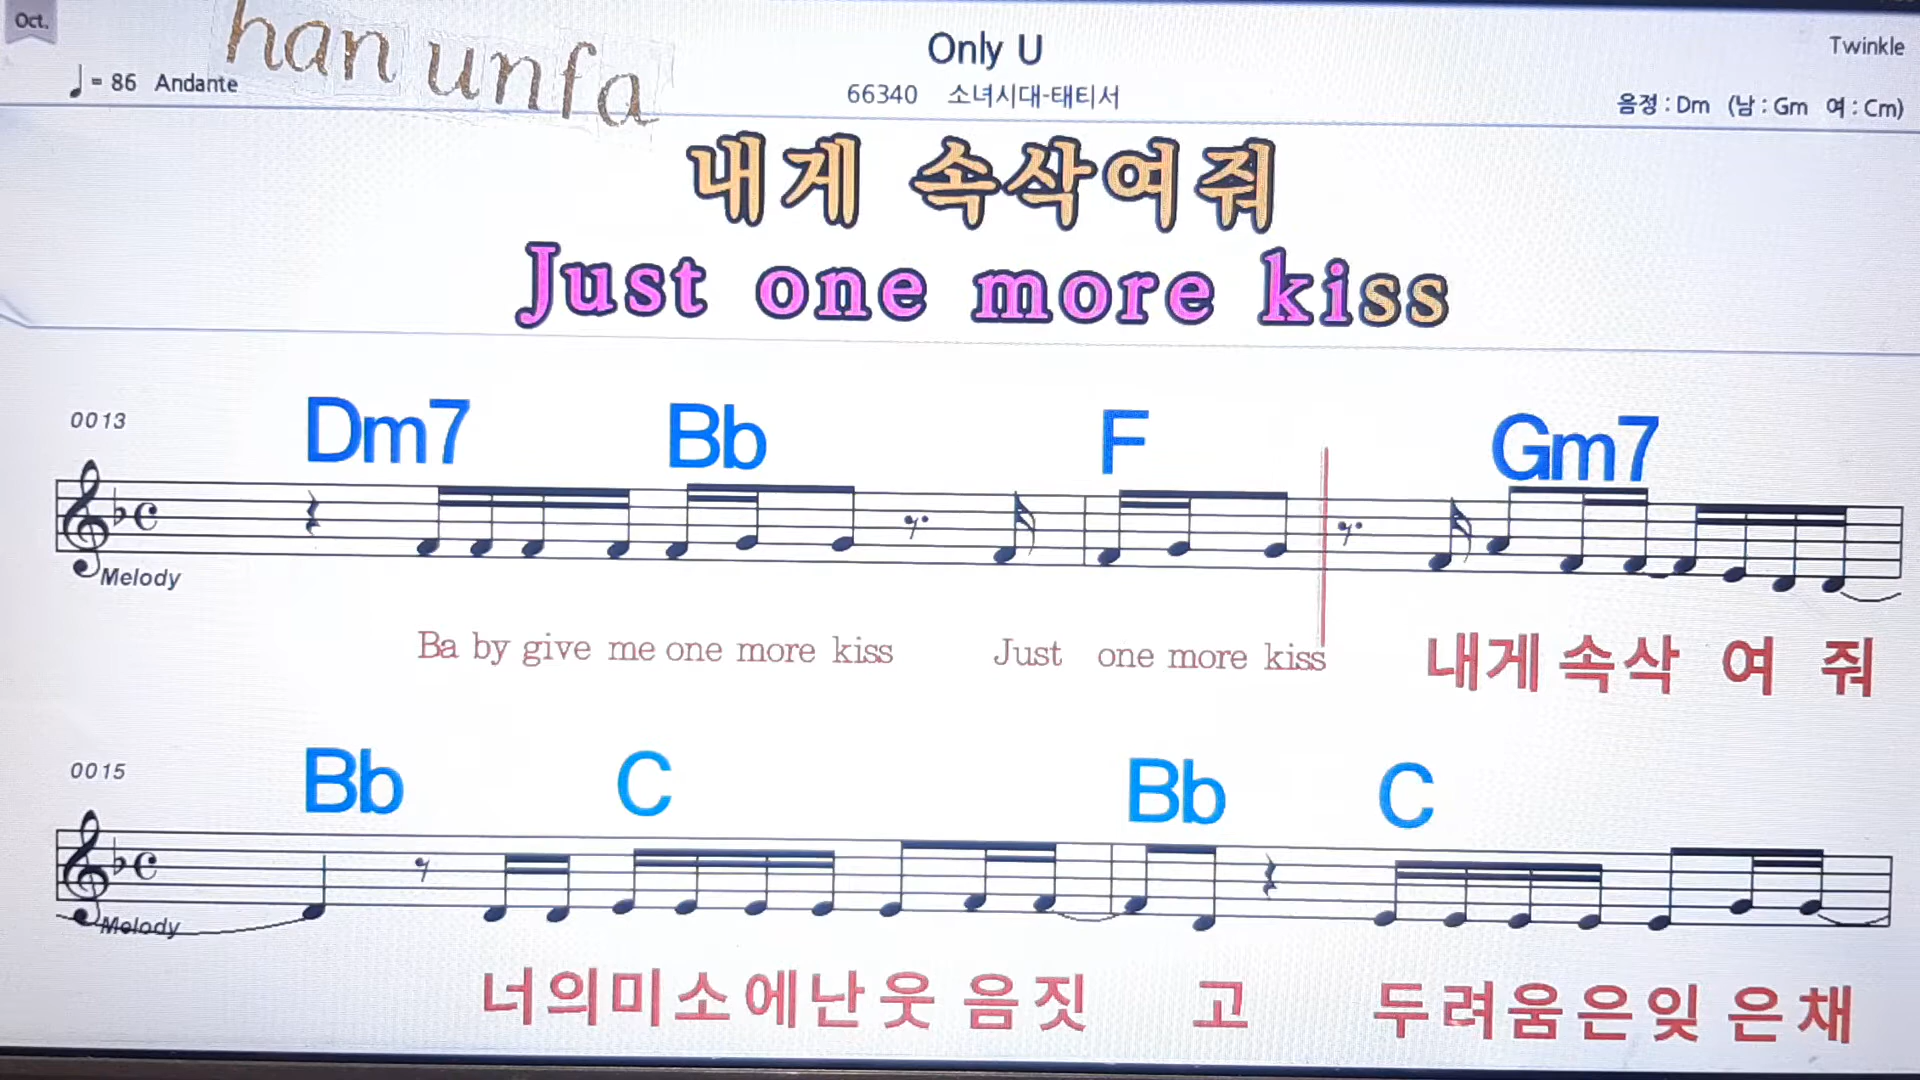 Oct.
han unfa
Only U
Twinkle
♩ = 86 Andante
66340 소녀시대-태티서
음정 : Dm (남 : Gm 여 : Cm)
내게 속삭여줘
Just one more kiss
0013
Dm7 Bb F Gm7
Melody
Ba by give me one more kiss Just one more kiss 내게 속삭 여 줘
0015
Bb C Bb C
Melody
너의미소에난웃 음짓 고 두려움은잊 은채